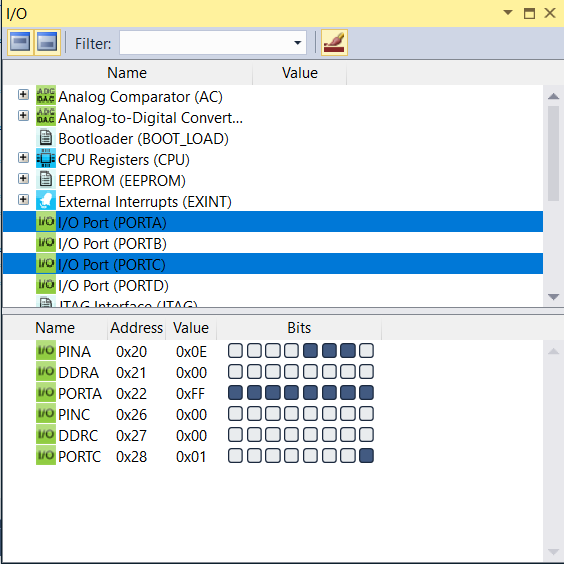 I/O
Filter:
Name Value
Analog Comparator (AC)
Analog-to-Digital Convert...
Bootloader (BOOT_LOAD)
CPU Registers (CPU)
EEPROM (EEPROM)
External Interrupts (EXINT)
I/O Port (PORTA)
I/O Port (PORTB)
I/O Port (PORTC)
I/O Port (PORTD)
JTAG Interface (JTAG)
Name Address Value Bits
I/O PINA 0x20 0x0E
I/O DDRA 0x21 0x00
I/O PORTA 0x22 0xFF
I/O PINC 0x26 0x00
I/O DDRC 0x27 0x00
I/O PORTC 0x28 0x01